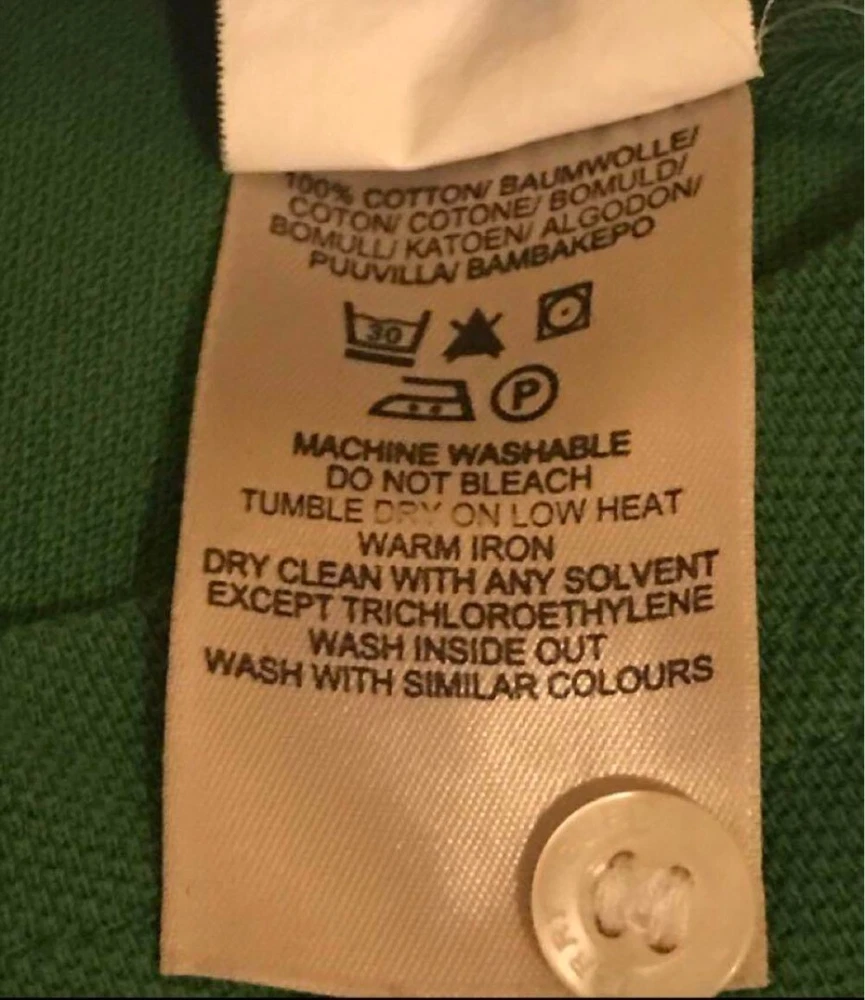 100% COTTON/ BAUMWOLLE/
COTON/ COTONE/ BOMULD/
BOMULL/ KATOEN/ ALGODON/
PUUVILLA/ BAMBAKEPO
30
P
MACHINE WASHABLE
DO NOT BLEACH
TUMBLE DRY ON LOW HEAT
WARM IRON
DRY CLEAN WITH ANY SOLVENT
EXCEPT TRICHLOROETHYLENE
WASH INSIDE OUT
WASH WITH SIMILAR COLOURS